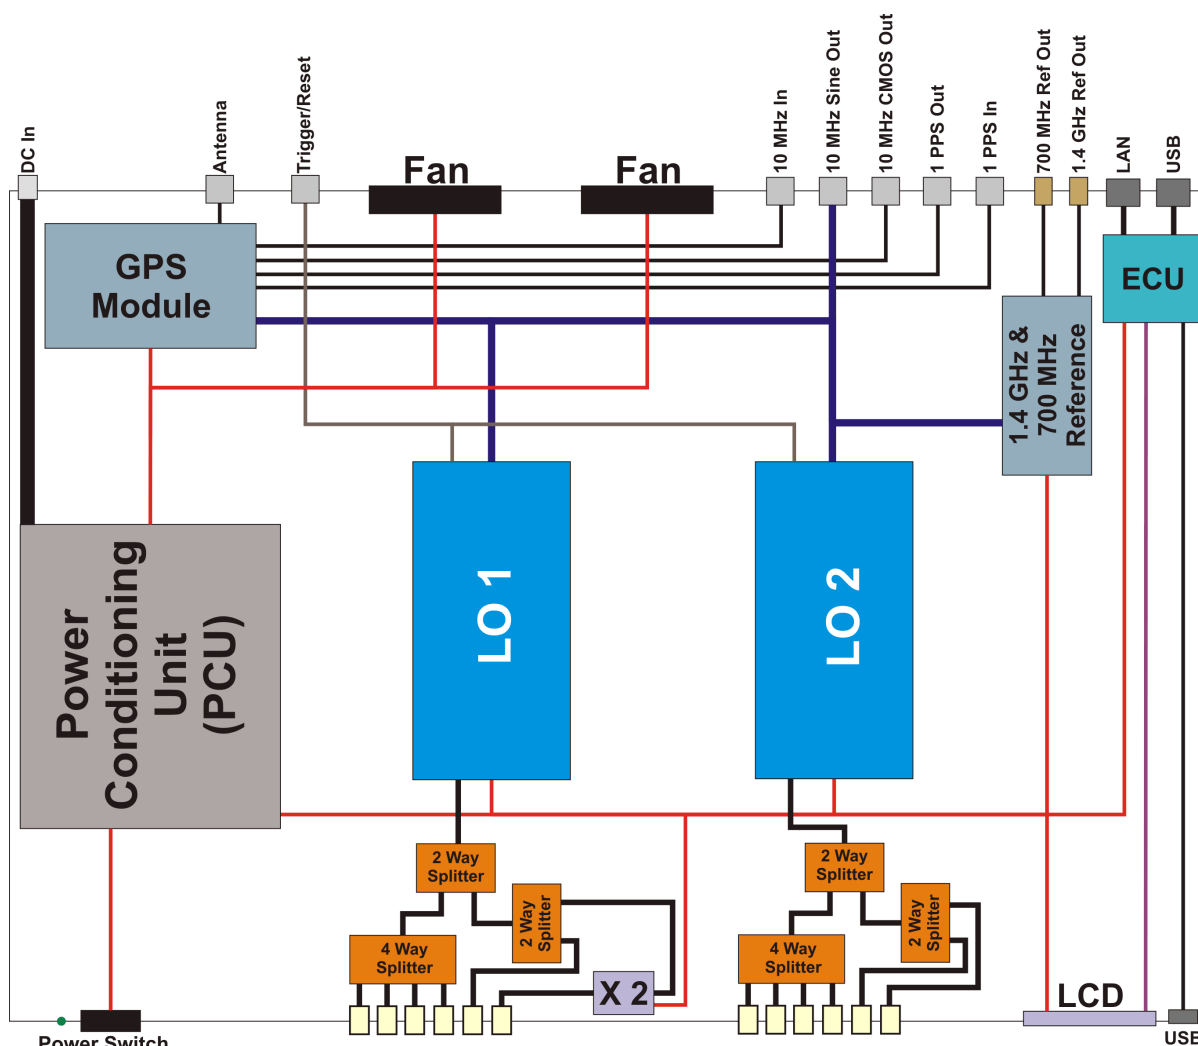 DC In
Antenna
Trigger/Reset
Fan
Fan
10 MHz In
10 MHz Sine Out
10 MHz CMOS Out
1 PPS Out
1 PPS In
700 MHz Ref Out
1.4 GHz Ref Out
LAN
USB
GPS
Module
ECU
1.4 GHz &
700 MHz
Reference
Power
Conditioning
Unit
(PCU)
LO 1
LO 2
2 Way
Splitter
2 Way
Splitter
4 Way
Splitter
X 2
2 Way
Splitter
2 Way
Splitter
4 Way
Splitter
LCD
Power Switch
USB